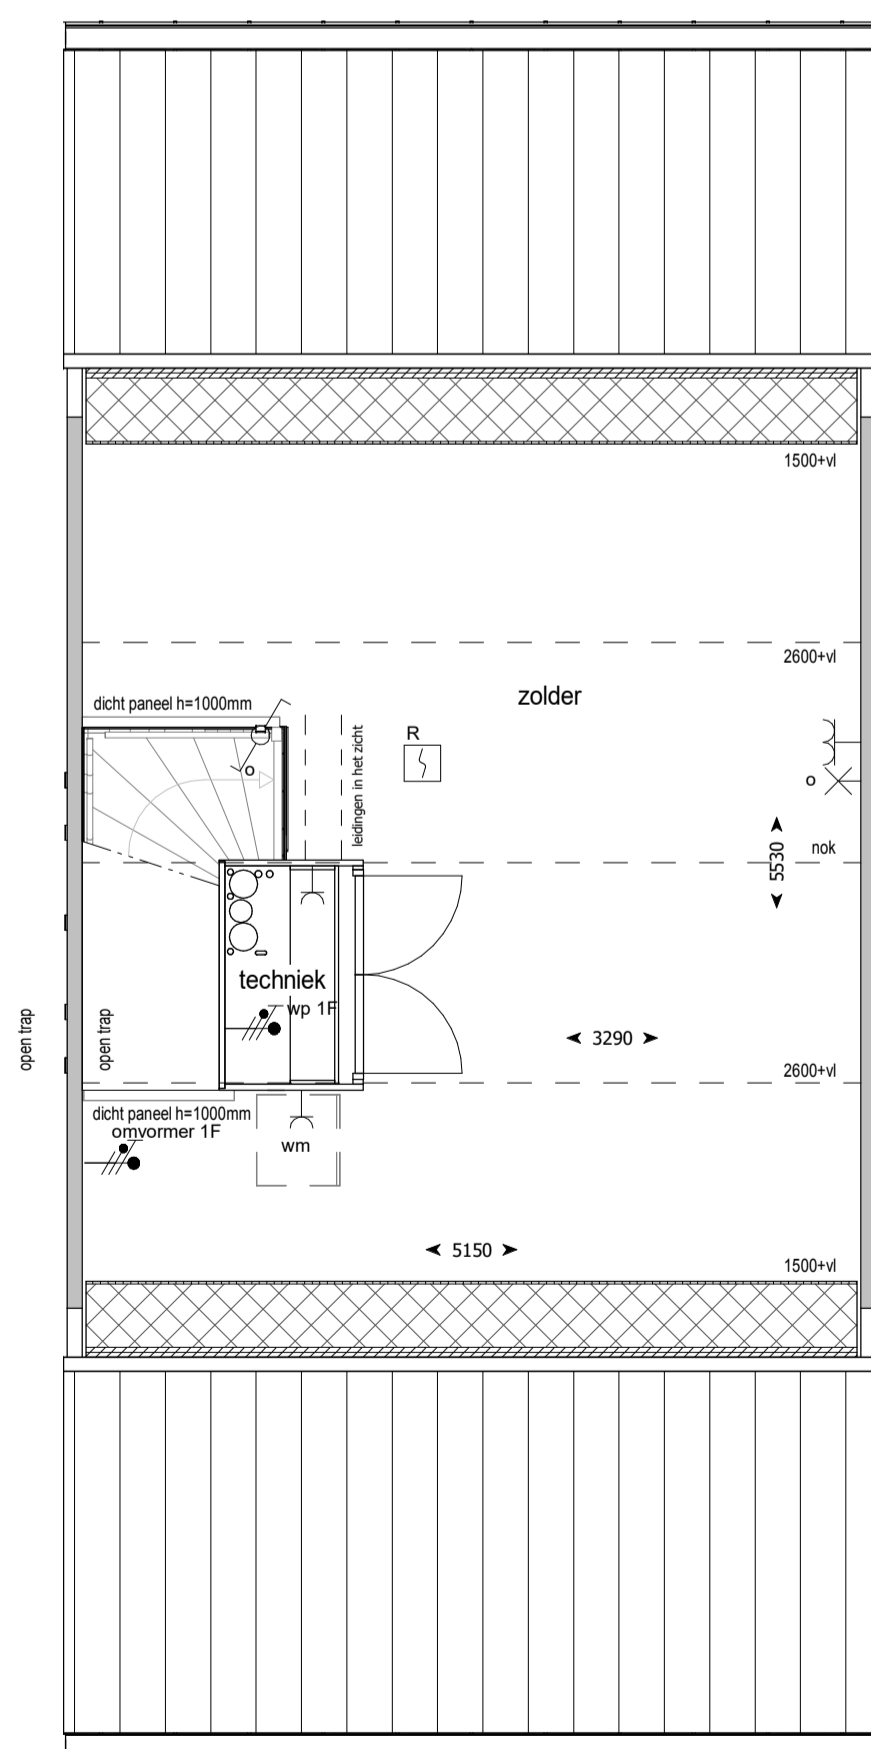 1500+vl
2600+vl
zolder
dicht paneel h=1000mm
leidingen in het zicht
R
o
o
5530
nok
techniek
wp 1F
open trap
open trap
3290
2600+vl
dicht paneel h=1000mm
omvormer 1F
wm
5150
1500+vl